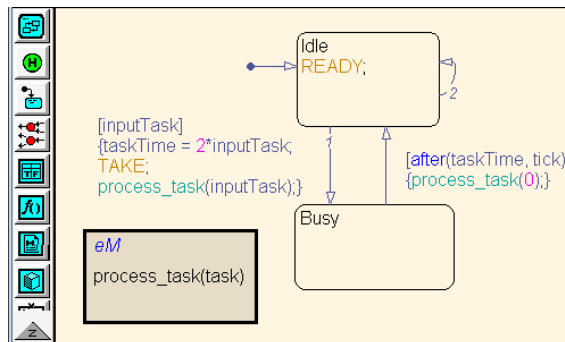 H
f()
M
Z
Idle
READY;
2
[inputTask]
{taskTime = 2*inputTask;
TAKE;
process_task(inputTask);}
1
[after(taskTime, tick)
{process_task(0);}
Busy
eM
process_task(task)